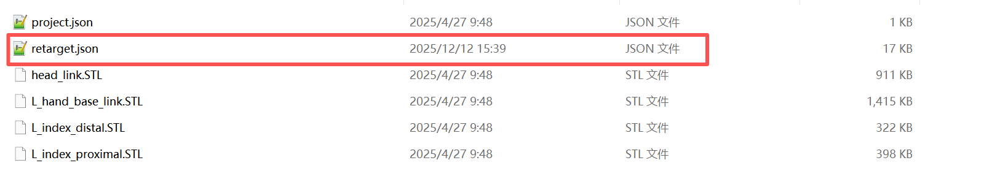 project.json 2025/4/27 9:48 JSON 文件 1 KB
retarget.json 2025/12/12 15:39 JSON 文件 17 KB
head_link.STL 2025/4/27 9:48 STL 文件 911 KB
L_hand_base_link.STL 2025/4/27 9:48 STL 文件 1,415 KB
L_index_distal.STL 2025/4/27 9:48 STL 文件 322 KB
L_index_proximal.STL 2025/4/27 9:48 STL 文件 398 KB